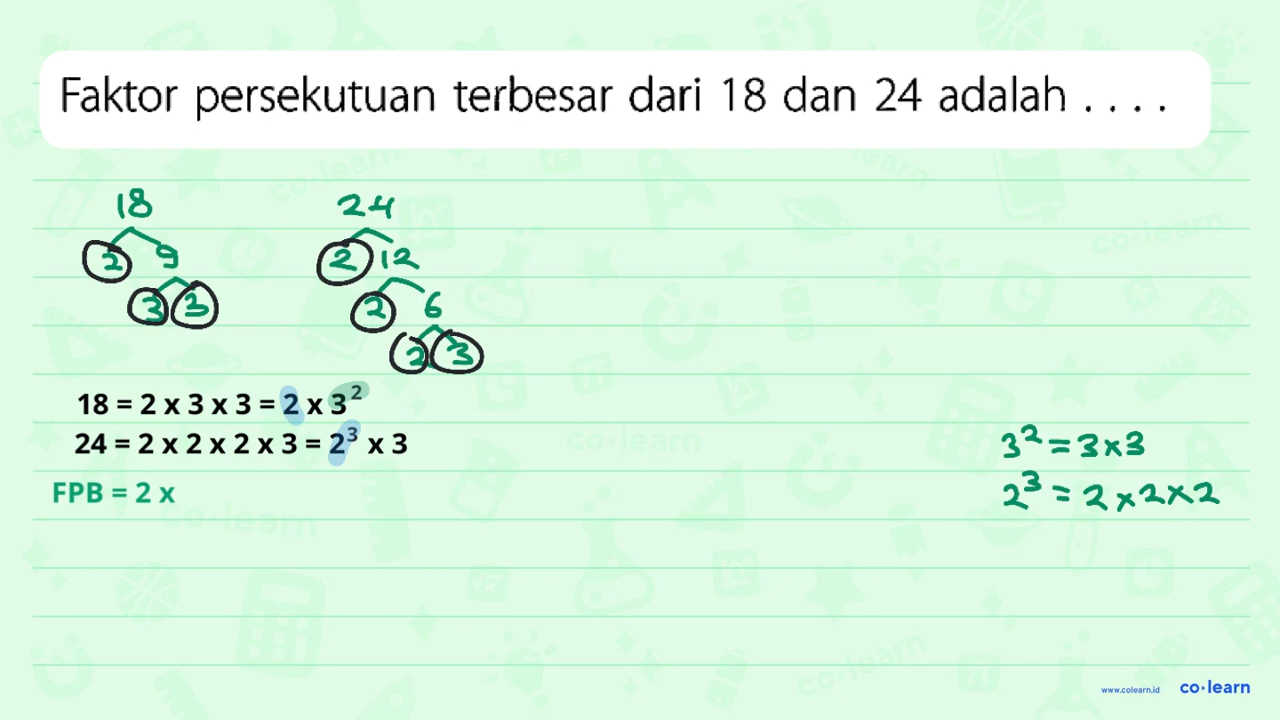 Faktor persekutuan terbesar dari 18 dan 24 adalah . . . .
18
2 9
3 3
24
2 12
2 6
2 3
18 = 2 x 3 x 3 = 2 x 3²
24 = 2 x 2 x 2 x 3 = 2³ x 3
FPB = 2 x
3² = 3 x 3
2³ = 2 x 2 x 2
www.colearn.id co·learn